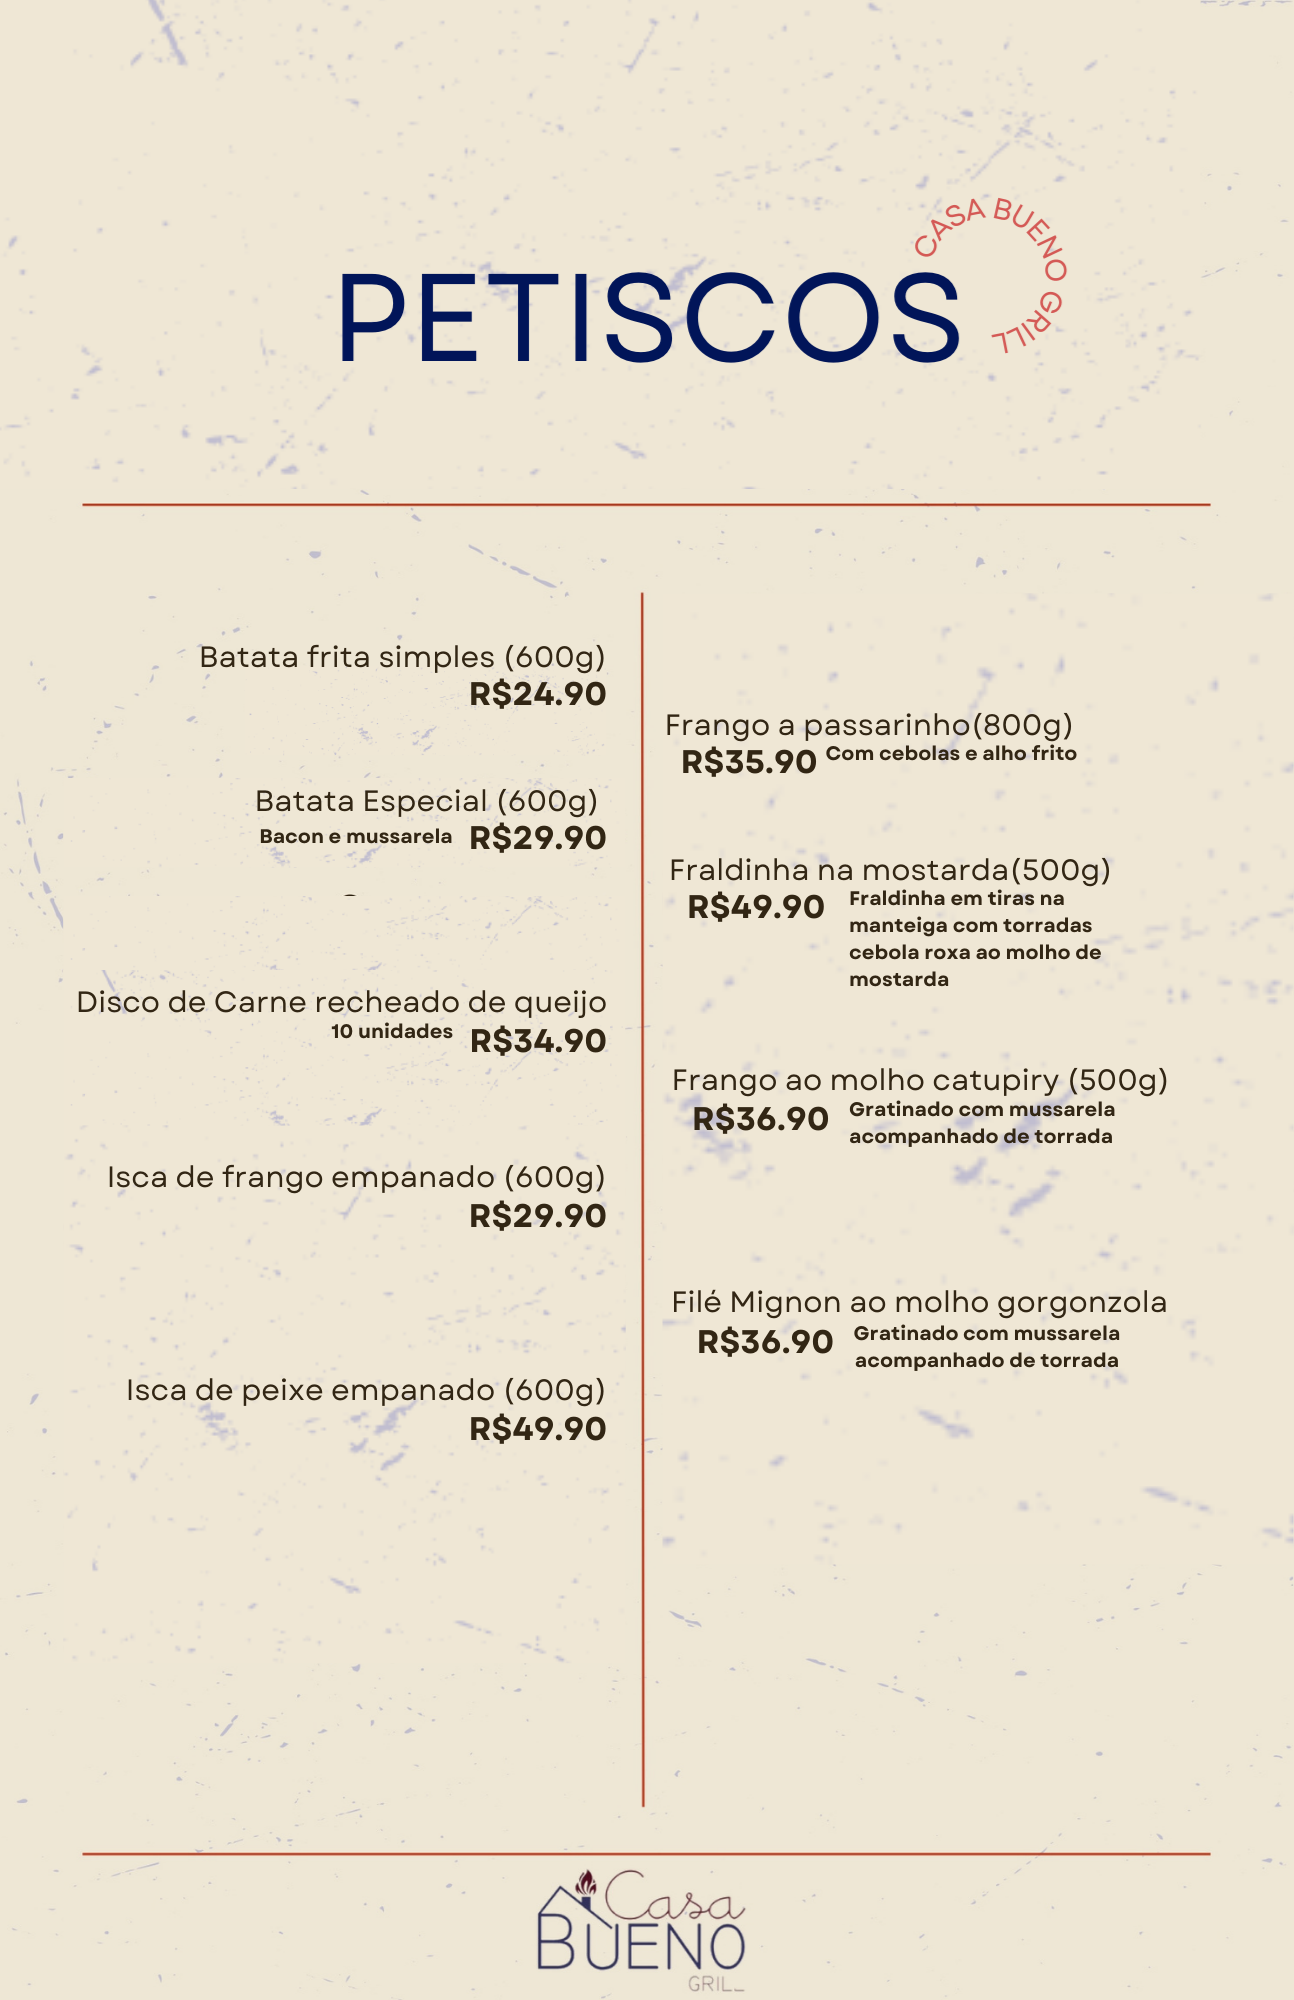 CASA BUENO GRILL
PETISCOS
Batata frita simples (600g)
R$24.90
Batata Especial (600g)
Bacon e mussarela R$29.90
Disco de Carne recheado de queijo
10 unidades R$34.90
Isca de frango empanado (600g)
R$29.90
Isca de peixe empanado (600g)
R$49.90
Frango a passarinho(800g)
R$35.90 Com cebolas e alho frito
Fraldinha na mostarda(500g)
R$49.90 Fraldinha em tiras na
manteiga com torradas
cebola roxa ao molho de
mostarda
Frango ao molho catupiry (500g)
R$36.90 Gratinado com mussarela
acompanhado de torrada
Filé Mignon ao molho gorgonzola
R$36.90 Gratinado com mussarela
acompanhado de torrada
Casa
BUENO
GRILL